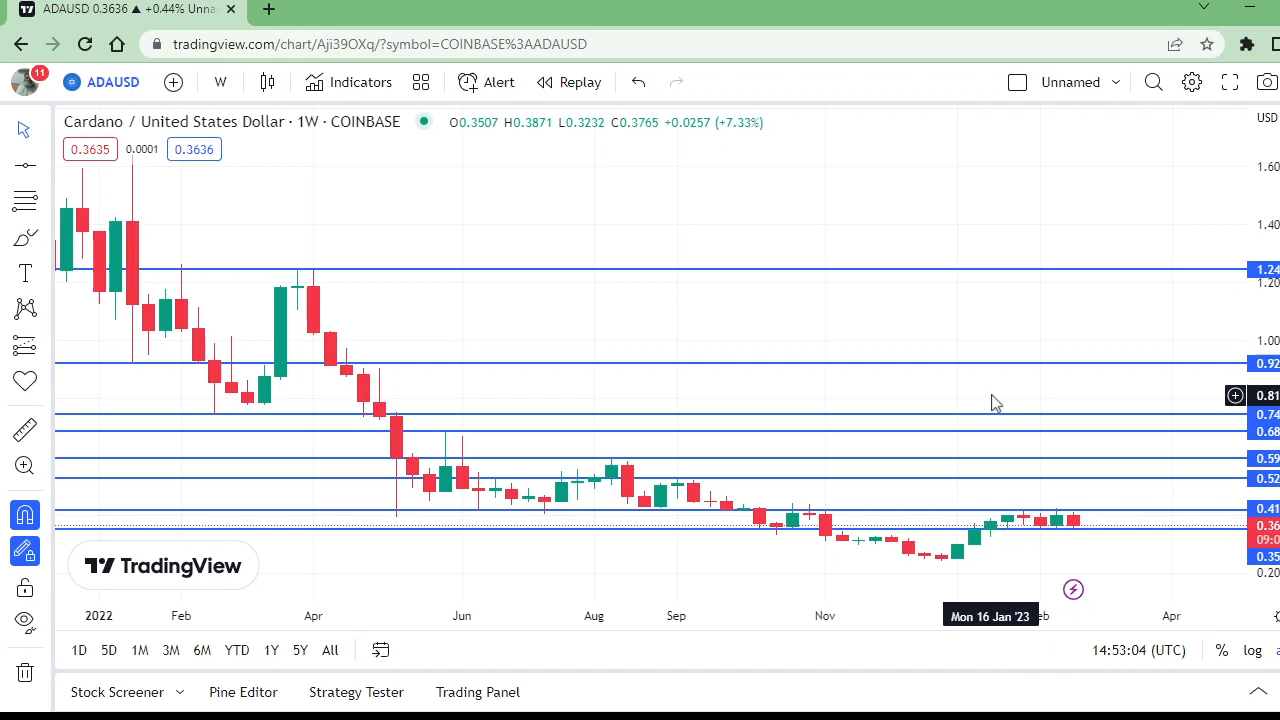 ADAUSD 0.3636 ▲ +0.44% Unna
tradingview.com/chart/Aji39OXq/?symbol=COINBASE%3AADAUSD
11
ADAUSD
W
Indicators
Alert
Replay
Unnamed
Cardano / United States Dollar · 1W · COINBASE
O0.3507 H0.3871 L0.3232 C0.3765 +0.0257 (+7.33%)
USD
0.3635
0.0001
0.3636
1.60
1.40
1.24
1.20
1.00
0.92
0.81
0.74
0.68
0.59
0.52
0.41
0.36
09:0
0.35
0.20
TradingView
2022
Feb
Apr
Jun
Aug
Sep
Nov
Mon 16 Jan '23
eb
Apr
1D 5D 1M 3M 6M YTD 1Y 5Y All
14:53:04 (UTC)
%
log
a
Stock Screener
Pine Editor
Strategy Tester
Trading Panel